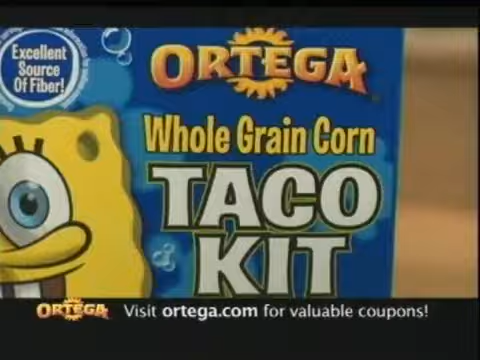 Excellent
Source
Of Fiber!
ORTEGA
Whole Grain Corn
TACO
KIT
ORTEGA Visit ortega.com for valuable coupons!